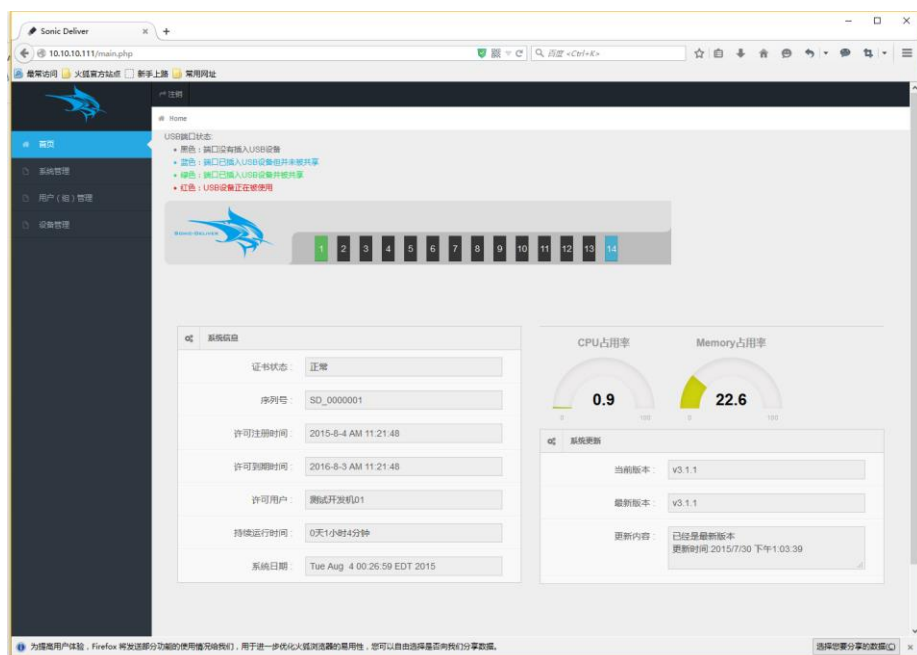 Sonic Deliver
10.10.10.111/main.php
百度 <Ctrl+K>
最常访问 火狐官方站点 新手上路 常用网址
注销
Home
首页
系统管理
用户(组)管理
设备管理
USB端口状态:
黑色:端口没有插入USB设备
蓝色:端口已插入USB设备但并未被共享
绿色:端口已插入USB设备并被共享
红色:USB设备正在被使用
SONIC-DELIVER
1 2 3 4 5 6 7 8 9 10 11 12 13 14
系统信息
证书状态: 正常
序列号: SD_0000001
许可注册时间: 2015-8-4 AM 11:21:48
许可到期时间: 2016-8-3 AM 11:21:48
许可用户: 测试开发机01
持续运行时间: 0天1小时4分钟
系统日期: Tue Aug 4 00:26:59 EDT 2015
CPU占用率 Memory占用率
0.9 22.6
0 100 0 100
系统更新
当前版本: v3.1.1
最新版本: v3.1.1
更新内容: 已经是最新版本
更新时间:2015/7/30 下午1:03:39
为提高用户体验,Firefox 将发送部分功能的使用情况给我们,用于进一步优化火狐浏览器的易用性,您可以自由选择是否向我们分享数据。
选择您要分享的数据(C)